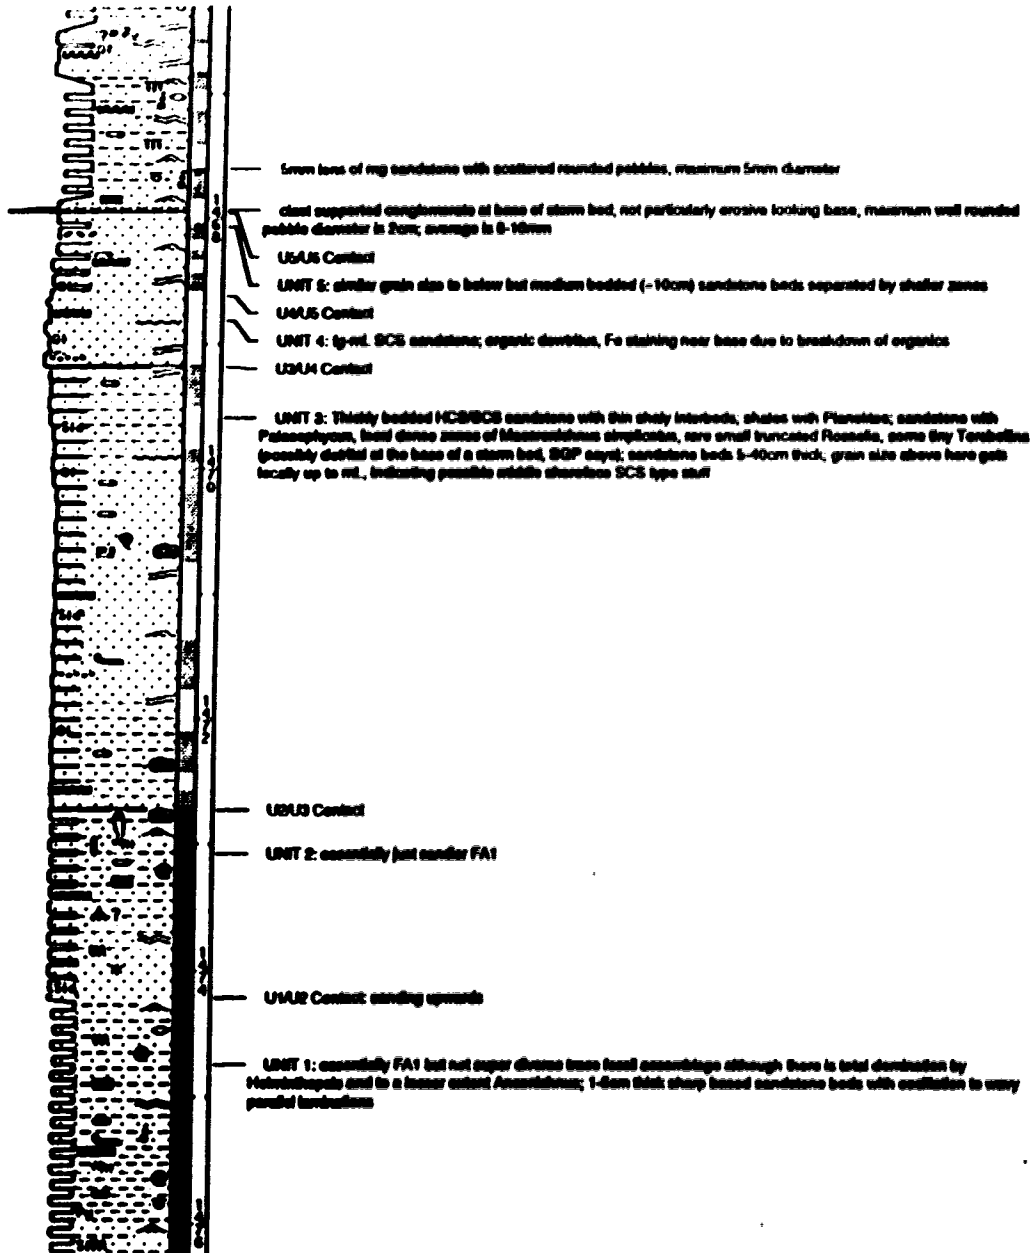 5mm lens of mg sandstone with scattered rounded pebbles, maximum 5mm diameter
clast supported conglomerate at base of storm bed, not particularly erosive looking base, maximum well rounded
pebble diameter is 2cm; average is 8-10mm
U5/U6 Contact
UNIT 5: similar grain size to below but medium bedded (~10cm) sandstone beds separated by shalier zones
U4/U5 Contact
UNIT 4: fg-mL SCS sandstone; organic detritus, Fe staining near base due to breakdown of organics
U3/U4 Contact
UNIT 3: Thickly bedded HCS/SCS sandstone with thin shaly interbeds; shales with Planolites; sandstone with
Palaeophycus, local dense zones of Macaronichnus simplicatus, rare small truncated Rosselia, some tiny Terebellina
(possibly detrital at the base of a storm bed, SGP says); sandstone beds 5-40cm thick; grain size above here gets
locally up to mL, indicating possible middle shoreface SCS type stuff
U2/U3 Contact
UNIT 2: essentially just sandier FA1
U1/U2 Contact: sanding upwards
UNIT 1: essentially FA1 but not super diverse trace fossil assemblage although there is total domination by
Helminthopsis and to a lesser extent Anconichnus; 1-5cm thick sharp based sandstone beds with oscillation to wavy
parallel laminations
1468
1470
1472
1474
1476